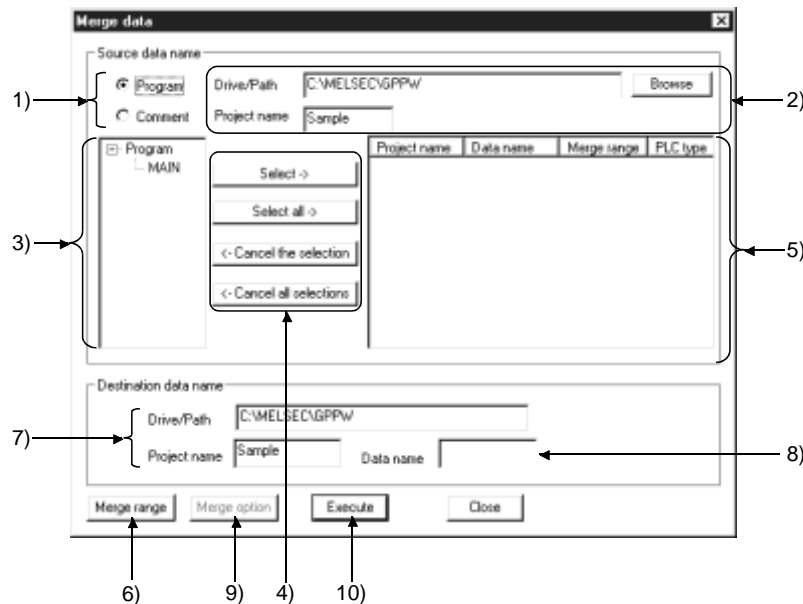 Merge data
Source data name
1)
Program
Drive/Path
C:\MELSEC\GPPW
Browse
2)
Comment
Project name
Sample
Program
MAIN
Project name
Data name
Merge range
PLC type
Select ->
Select all ->
3)
<- Cancel the selection
5)
<- Cancel all selections
Destination data name
Drive/Path
C:\MELSEC\GPPW
7)
Project name
Sample
Data name
8)
Merge range
Merge option
Execute
Close
6)
9)
4)
10)